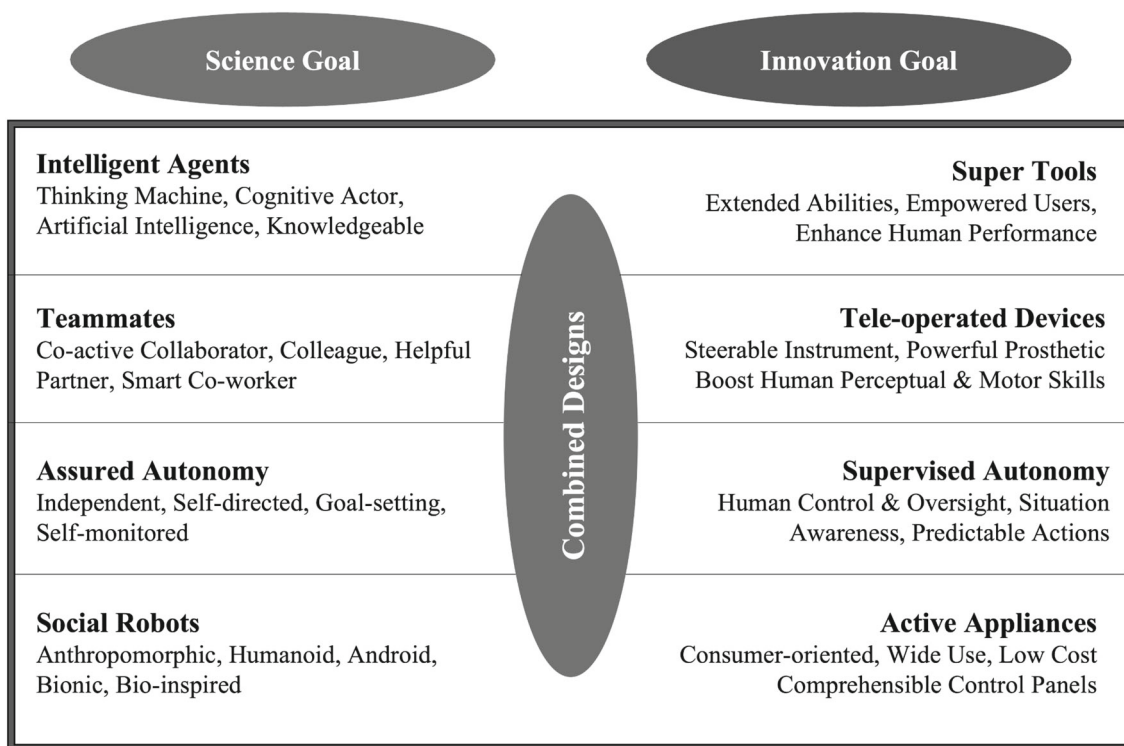 Science Goal
Innovation Goal
Intelligent Agents
Thinking Machine, Cognitive Actor,
Artificial Intelligence, Knowledgeable
Super Tools
Extended Abilities, Empowered Users,
Enhance Human Performance
Teammates
Co-active Collaborator, Colleague, Helpful
Partner, Smart Co-worker
Tele-operated Devices
Steerable Instrument, Powerful Prosthetic
Boost Human Perceptual & Motor Skills
Combined Designs
Assured Autonomy
Independent, Self-directed, Goal-setting,
Self-monitored
Supervised Autonomy
Human Control & Oversight, Situation
Awareness, Predictable Actions
Social Robots
Anthropomorphic, Humanoid, Android,
Bionic, Bio-inspired
Active Appliances
Consumer-oriented, Wide Use, Low Cost
Comprehensible Control Panels